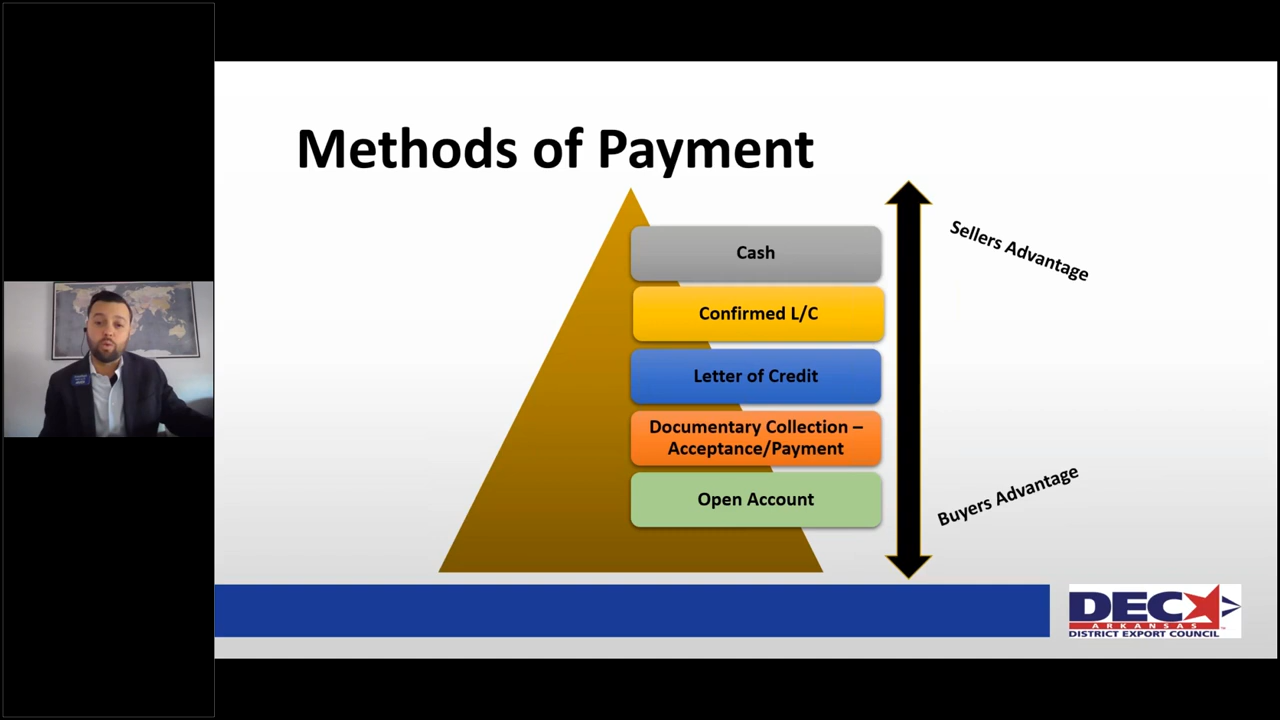 Methods of Payment
Cash
Confirmed L/C
Letter of Credit
Documentary Collection –
Acceptance/Payment
Open Account
Sellers Advantage
Buyers Advantage
DEC
ARKANSAS
DISTRICT EXPORT COUNCIL